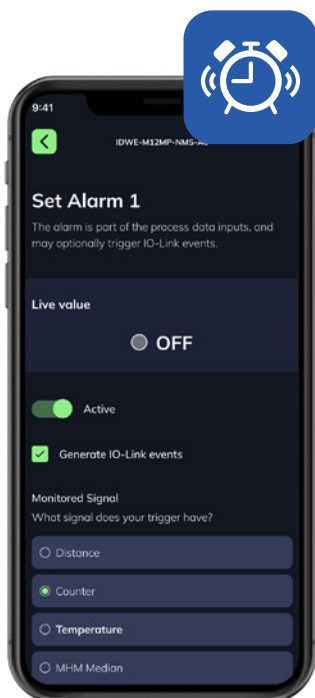 9:41
IDWE-M12MP-NMS-A
Set Alarm 1
The alarm is part of the process data inputs, and
may optionally trigger IO-Link events.
Live value
OFF
Active
Generate IO-Link events
Monitored Signal
What signal does your trigger have?
Distance
Counter
Temperature
MHM Median